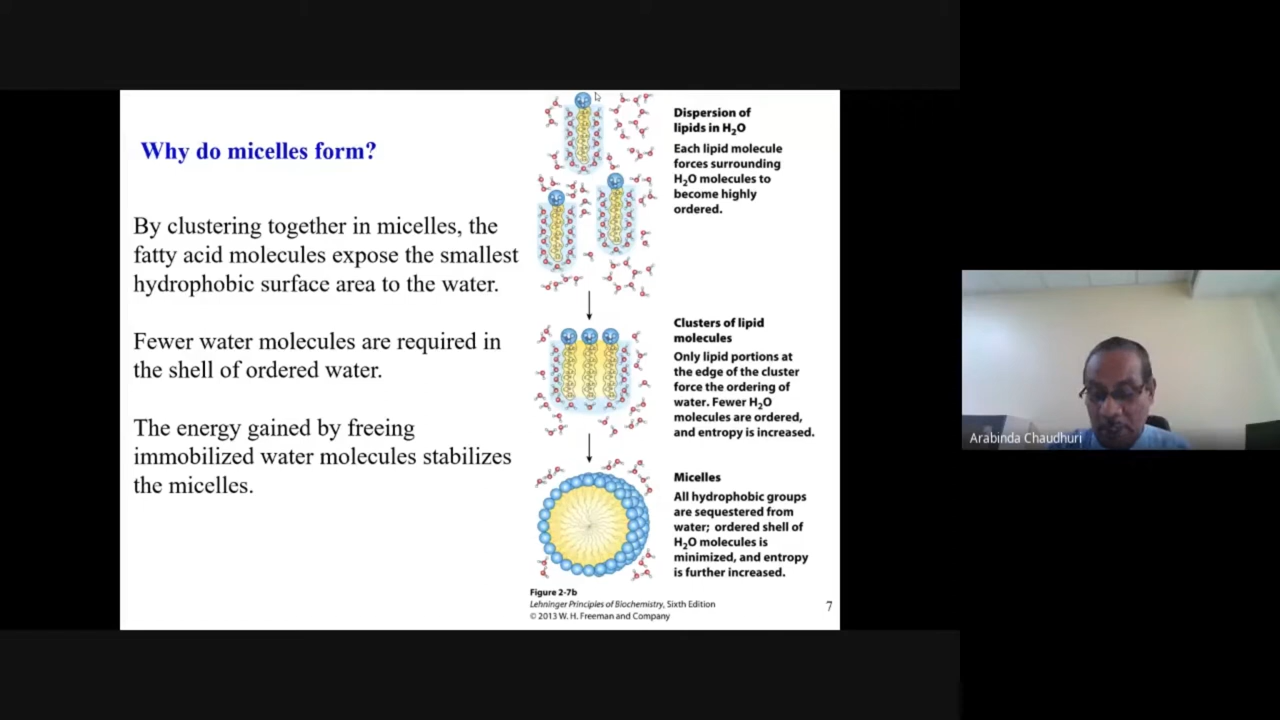 Why do micelles form?
By clustering together in micelles, the
fatty acid molecules expose the smallest
hydrophobic surface area to the water.
Fewer water molecules are required in
the shell of ordered water.
The energy gained by freeing
immobilized water molecules stabilizes
the micelles.
Dispersion of
lipids in H₂O
Each lipid molecule
forces surrounding
H₂O molecules to
become highly
ordered.
Clusters of lipid
molecules
Only lipid portions at
the edge of the cluster
force the ordering of
water. Fewer H₂O
molecules are ordered,
and entropy is increased.
Micelles
All hydrophobic groups
are sequestered from
water; ordered shell of
H₂O molecules is
minimized, and entropy
is further increased.
Figure 2-7b
Lehninger Principles of Biochemistry, Sixth Edition
© 2013 W. H. Freeman and Company
7
Arabinda Chaudhuri